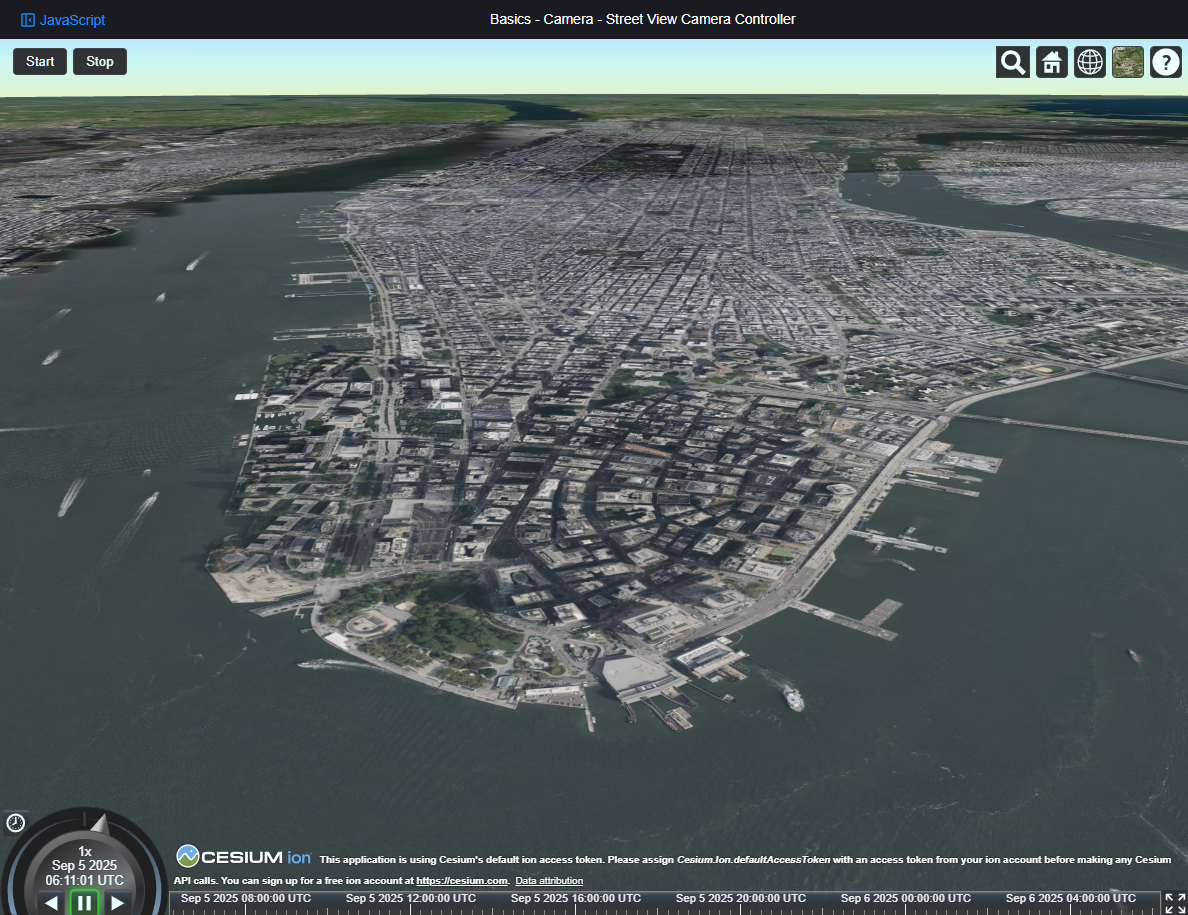 JavaScript
Basics - Camera - Street View Camera Controller
Start
Stop
?
CESIUM ion This application is using Cesium's default ion access token. Please assign Cesium.Ion.defaultAccessToken with an access token from your ion account before making any Cesium
API calls. You can sign up for a free ion account at https://cesium.com. Data attribution
1x
Sep 5 2025
06:11:01 UTC
Sep 5 2025 08:00:00 UTC
Sep 5 2025 12:00:00 UTC
Sep 5 2025 16:00:00 UTC
Sep 5 2025 20:00:00 UTC
Sep 6 2025 00:00:00 UTC
Sep 6 2025 04:00:00 UTC